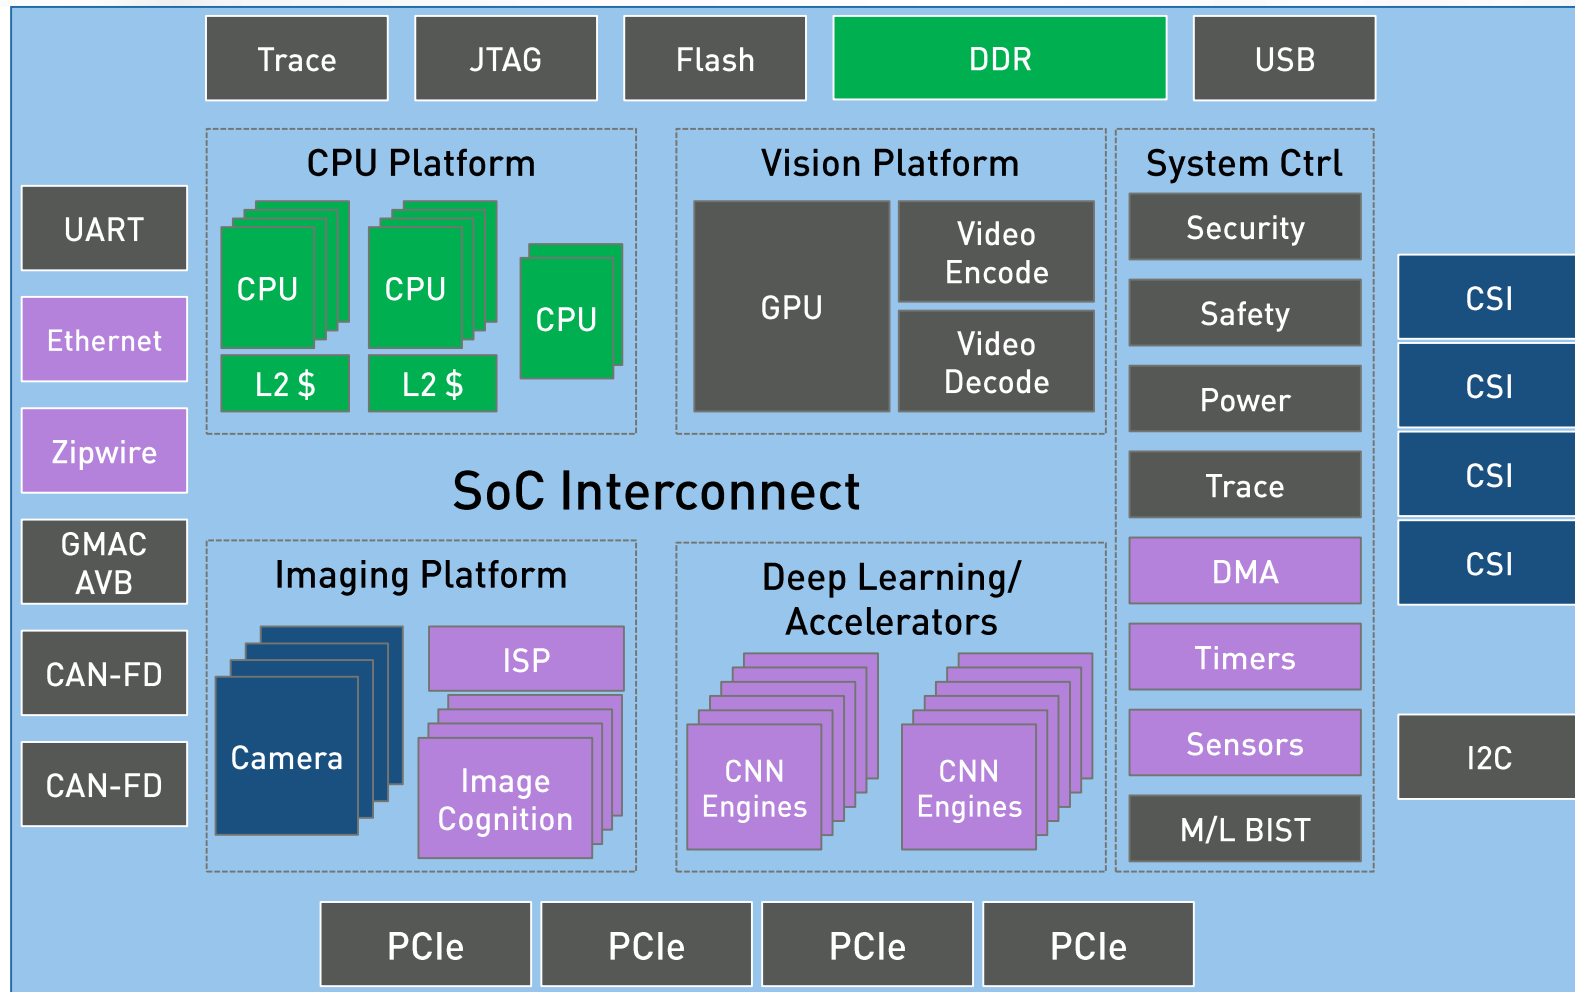 Trace
JTAG
Flash
DDR
USB
CPU Platform
CPU
CPU
CPU
L2 $
L2 $
Vision Platform
GPU
Video
Encode
Video
Decode
System Ctrl
Security
Safety
Power
Trace
DMA
Timers
Sensors
M/L BIST
UART
Ethernet
Zipwire
GMAC
AVB
CAN-FD
CAN-FD
SoC Interconnect
Imaging Platform
Camera
ISP
Image
Cognition
Deep Learning/
Accelerators
CNN
Engines
CNN
Engines
CSI
CSI
CSI
CSI
I2C
PCIe
PCIe
PCIe
PCIe